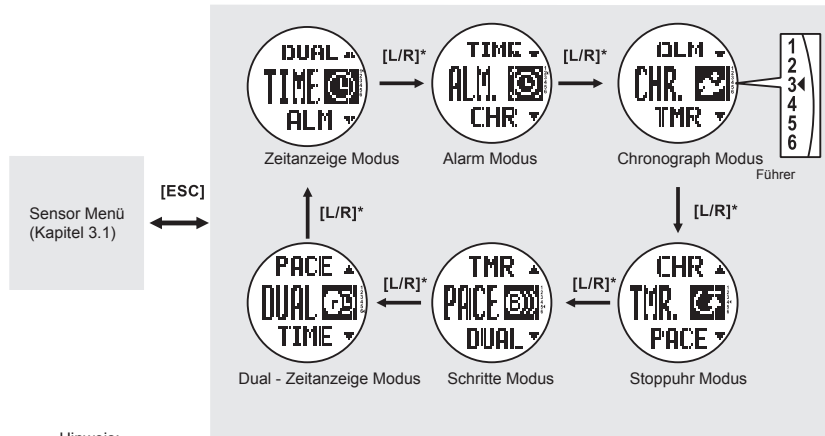 DUAL
TIME
ALM
[L/R]*
TIME
ALM.
CHR
[L/R]*
ALM
CHR.
TMR
1
2
3
4
5
6
Zeitanzeige Modus
Alarm Modus
Chronograph Modus
Führer
[ESC]
Sensor Menü
(Kapitel 3.1)
[L/R]*
[L/R]*
PACE
DUAL
TIME
[L/R]*
TMR
PACE
DUAL
[L/R]*
CHR
TMR.
PACE
Dual - Zeitanzeige Modus
Schritte Modus
Stoppuhr Modus
Hinweis: